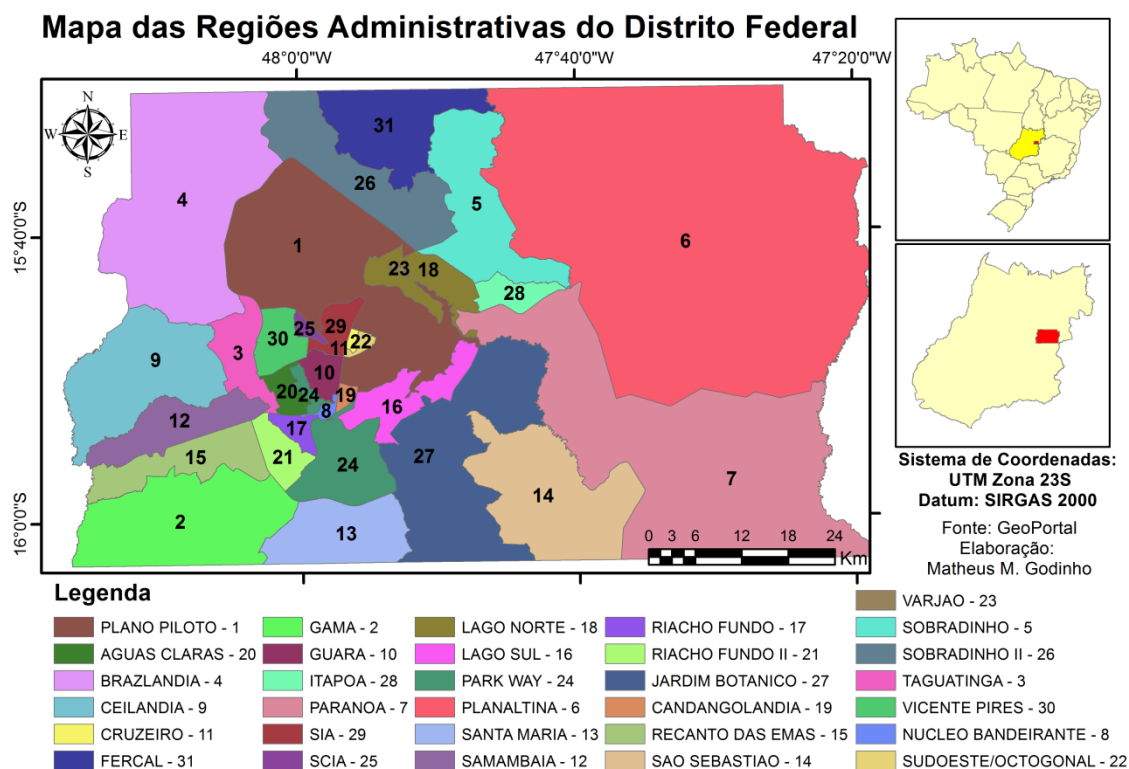 Mapa das Regiões Administrativas do Distrito Federal
48°0'0"W
47°40'0"W
47°20'0"W
N
W
E
S
15°40'0"S
16°0'0"S
31
26
4
5
6
1
23
18
28
25
29
30
11
22
9
3
10
20
24
19
8
16
12
17
15
21
24
27
7
14
2
13
0 3 6 12 18 24
Km
Sistema de Coordenadas:
UTM Zona 23S
Datum: SIRGAS 2000
Fonte: GeoPortal
Elaboração:
Matheus M. Godinho
Legenda
PLANO PILOTO - 1
AGUAS CLARAS - 20
BRAZLANDIA - 4
CEILANDIA - 9
CRUZEIRO - 11
FERCAL - 31
GAMA - 2
GUARA - 10
ITAPOA - 28
PARANOA - 7
SIA - 29
SCIA - 25
LAGO NORTE - 18
LAGO SUL - 16
PARK WAY - 24
PLANALTINA - 6
SANTA MARIA - 13
SAMAMBAIA - 12
RIACHO FUNDO - 17
RIACHO FUNDO II - 21
JARDIM BOTANICO - 27
CANDANGOLANDIA - 19
RECANTO DAS EMAS - 15
SAO SEBASTIAO - 14
VARJAO - 23
SOBRADINHO - 5
SOBRADINHO II - 26
TAGUATINGA - 3
VICENTE PIRES - 30
NUCLEO BANDEIRANTE - 8
SUDOESTE/OCTOGONAL - 22